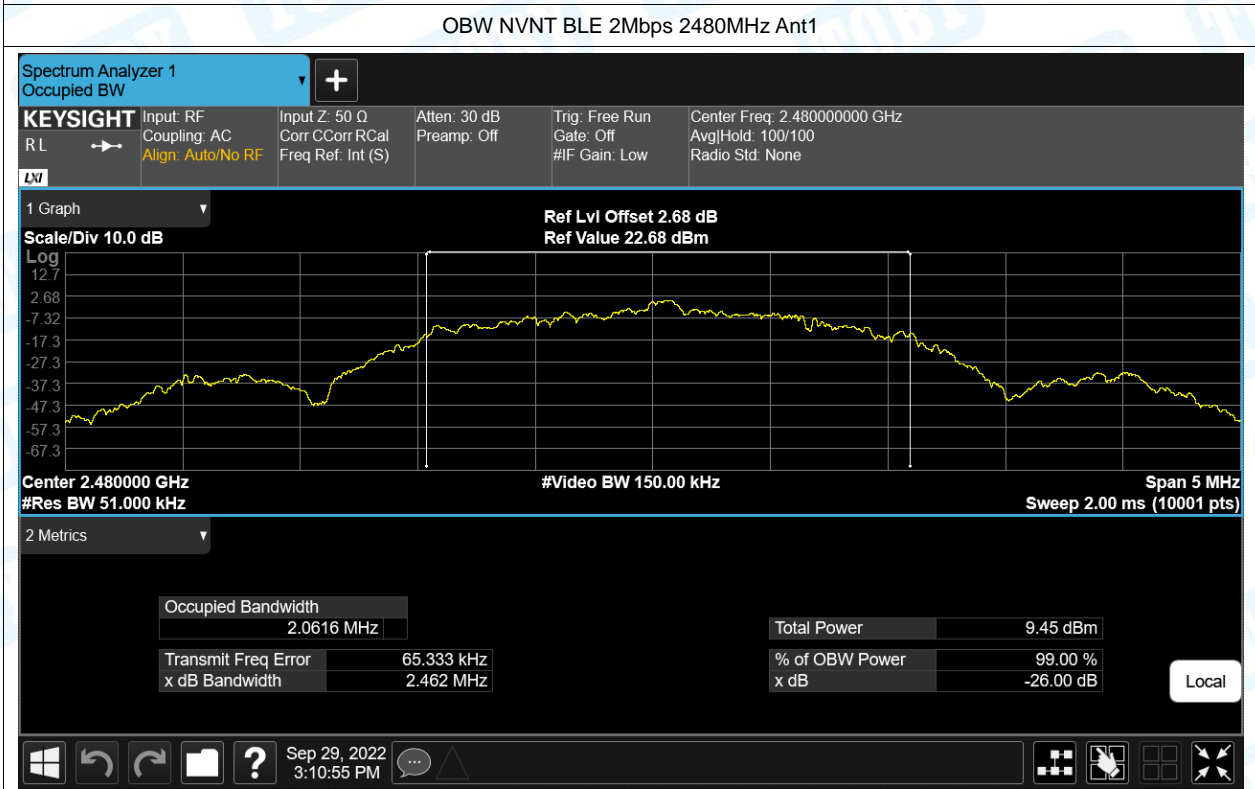 OBW NVNT BLE 2Mbps 2480MHz Ant1
Spectrum Analyzer 1
Occupied BW
KEYSIGHT Input: RF Input Z: 50 Ω Atten: 30 dB Trig: Free Run Center Freq: 2.480000000 GHz
R L Coupling: AC Corr CCorr RCal Preamp: Off Gate: Off Avg|Hold: 100/100
Align: Auto/No RF Freq Ref: Int (S) #IF Gain: Low Radio Std: None
LXI
1 Graph
Ref Lvl Offset 2.68 dB
Scale/Div 10.0 dB Ref Value 22.68 dBm
Log
12.7
2.68
-7.32
-17.3
-27.3
-37.3
-47.3
-57.3
-67.3
Center 2.480000 GHz #Video BW 150.00 kHz Span 5 MHz
#Res BW 51.000 kHz Sweep 2.00 ms (10001 pts)
2 Metrics
Occupied Bandwidth
2.0616 MHz Total Power 9.45 dBm
Transmit Freq Error 65.333 kHz % of OBW Power 99.00 %
x dB Bandwidth 2.462 MHz x dB -26.00 dB
Local
Sep 29, 2022
3:10:55 PM